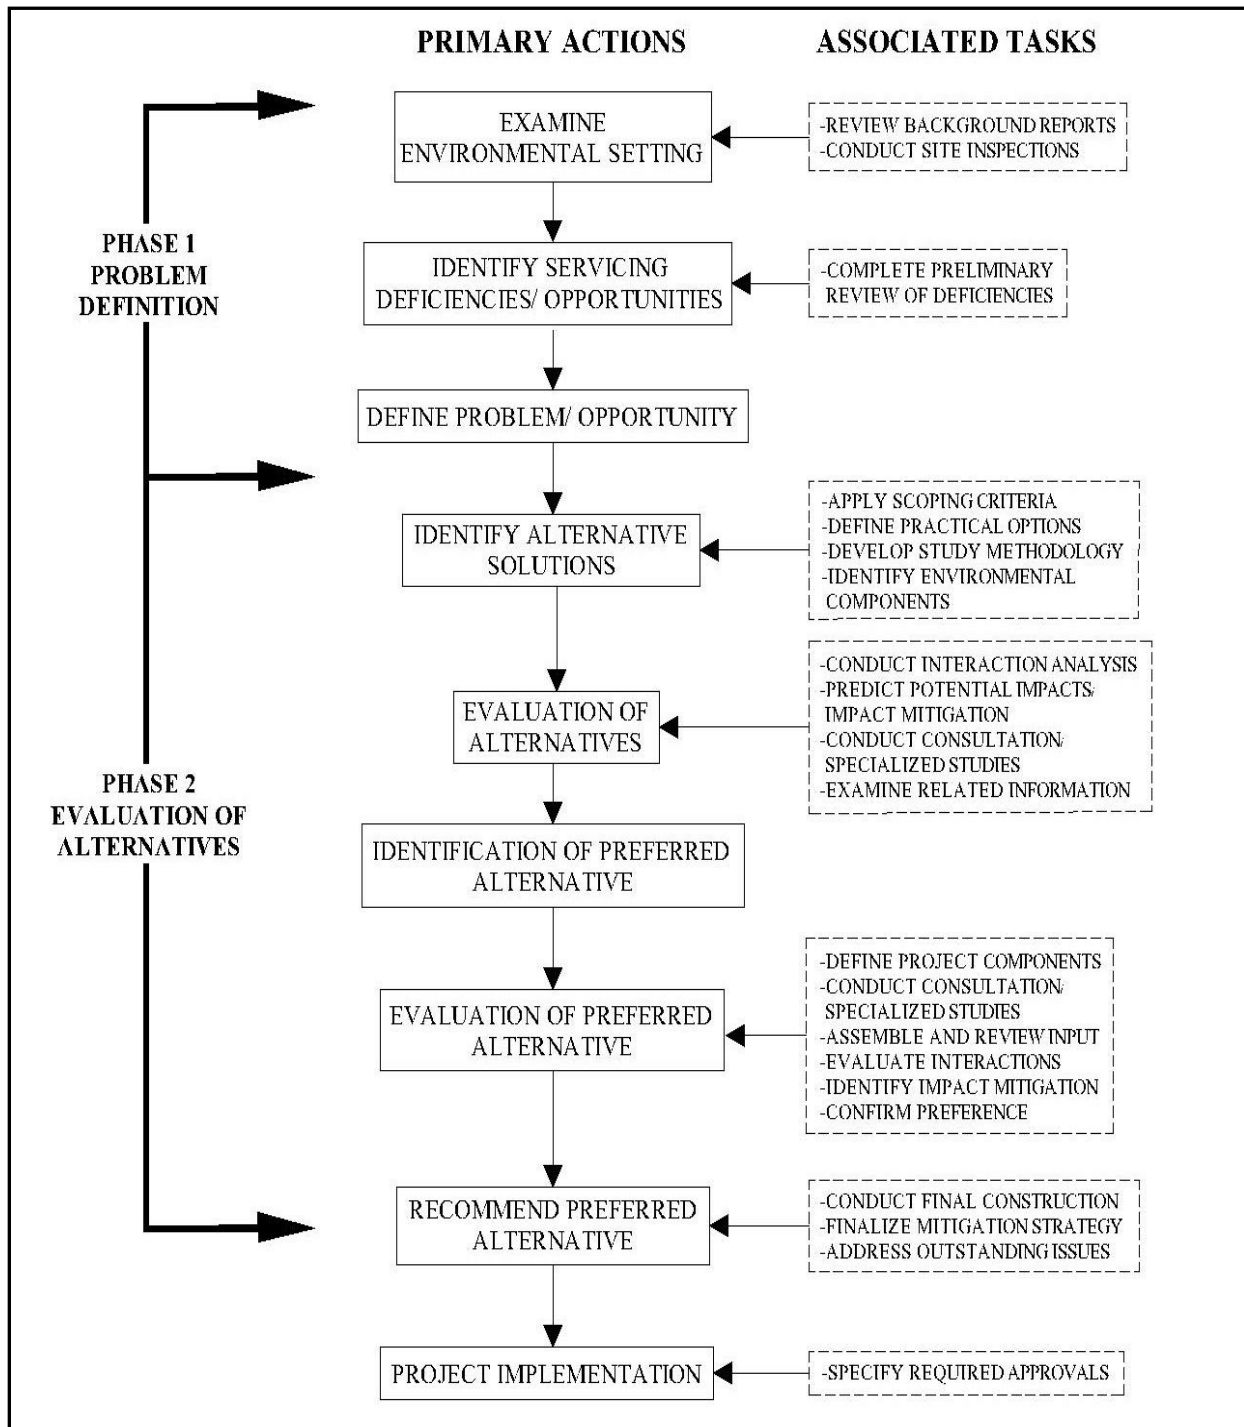 PRIMARY ACTIONS
ASSOCIATED TASKS
EXAMINE
ENVIRONMENTAL SETTING
-REVIEW BACKGROUND REPORTS
-CONDUCT SITE INSPECTIONS
PHASE 1
PROBLEM
DEFINITION
IDENTIFY SERVICING
DEFICIENCIES/ OPPORTUNITIES
-COMPLETE PRELIMINARY
REVIEW OF DEFICIENCIES
DEFINE PROBLEM/ OPPORTUNITY
IDENTIFY ALTERNATIVE
SOLUTIONS
-APPLY SCOPING CRITERIA
-DEFINE PRACTICAL OPTIONS
-DEVELOP STUDY METHODOLOGY
-IDENTIFY ENVIRONMENTAL
COMPONENTS
EVALUATION OF
ALTERNATIVES
-CONDUCT INTERACTION ANALYSIS
-PREDICT POTENTIAL IMPACTS/
IMPACT MITIGATION
-CONDUCT CONSULTATION/
SPECIALIZED STUDIES
-EXAMINE RELATED INFORMATION
PHASE 2
EVALUATION OF
ALTERNATIVES
IDENTIFICATION OF PREFERRED
ALTERNATIVE
EVALUATION OF PREFERRED
ALTERNATIVE
-DEFINE PROJECT COMPONENTS
-CONDUCT CONSULTATION/
SPECIALIZED STUDIES
-ASSEMBLE AND REVIEW INPUT
-EVALUATE INTERACTIONS
-IDENTIFY IMPACT MITIGATION
-CONFIRM PREFERENCE
RECOMMEND PREFERRED
ALTERNATIVE
-CONDUCT FINAL CONSTRUCTION
-FINALIZE MITIGATION STRATEGY
-ADDRESS OUTSTANDING ISSUES
PROJECT IMPLEMENTATION
-SPECIFY REQUIRED APPROVALS